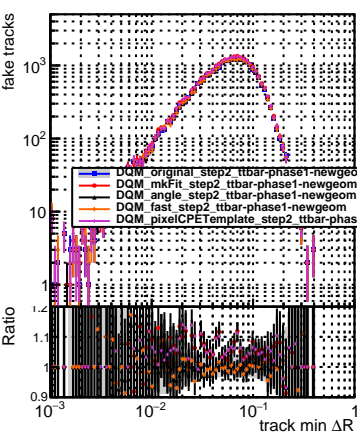 fake tracks
10³
10²
10
1
DQM_original_step2_ttbar-phase1-newgeom
DQM_mkFit_step2_ttbar-phase1-newgeom
DQM_angle_step2_ttbar-phase1-newgeom
DQM_fast_step2_ttbar-phase1-newgeom
DQM_pixelCPETemplate_step2_ttbar-phas
Ratio
1.2
1.1
1
0.9
10⁻³ 10⁻² 10⁻¹ 1
track min ΔR